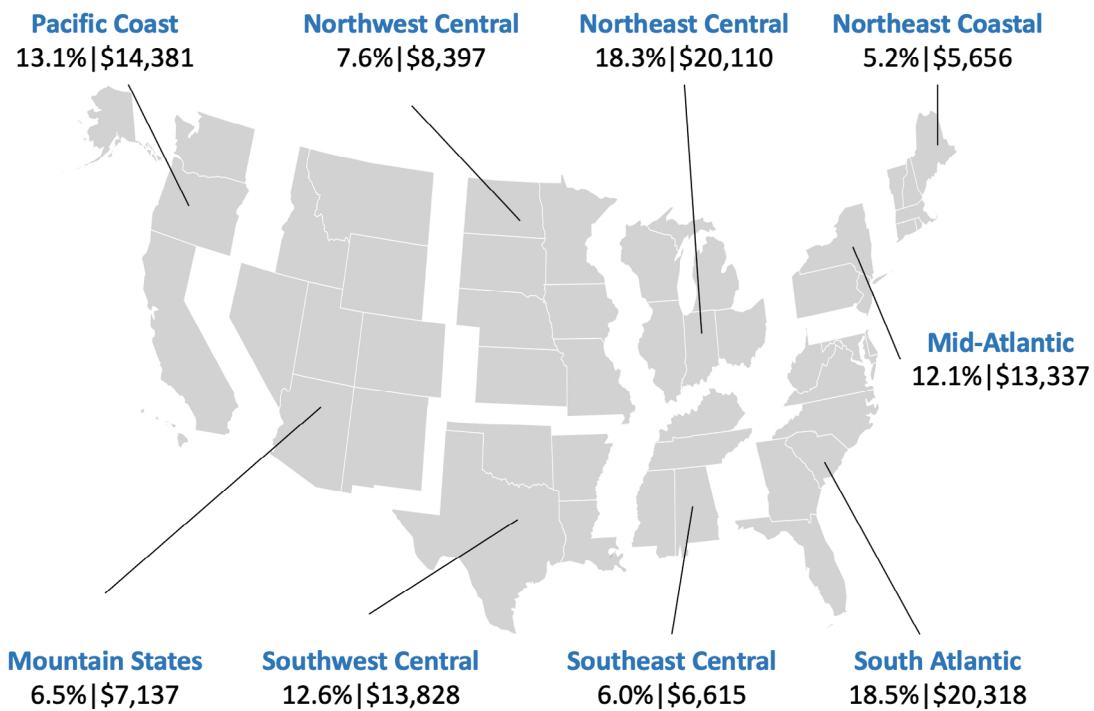 Pacific Coast
13.1%|$14,381
Northwest Central
7.6%|$8,397
Northeast Central
18.3%|$20,110
Northeast Coastal
5.2%|$5,656
Mid-Atlantic
12.1%|$13,337
Mountain States
6.5%|$7,137
Southwest Central
12.6%|$13,828
Southeast Central
6.0%|$6,615
South Atlantic
18.5%|$20,318